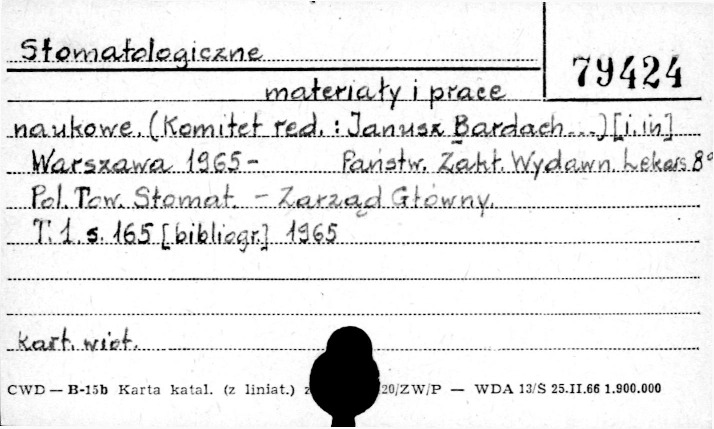 Stomatologiczne
79424
materiały i prace
naukowe. (Komitet red. : Janusz Bardach...) [i. in]
Warszawa 1965- Państw. Zakł. Wydawn. Lekars. 8°
Pol. Tow. Stomat. - Zarząd Główny.
T. 1. s. 165 [bibliogr.] 1965
kart. wiet.
CWD — B-15b Karta katal. (z liniat.) z 20/ZW/P — WDA 13/S 25.II.66 1.900.000